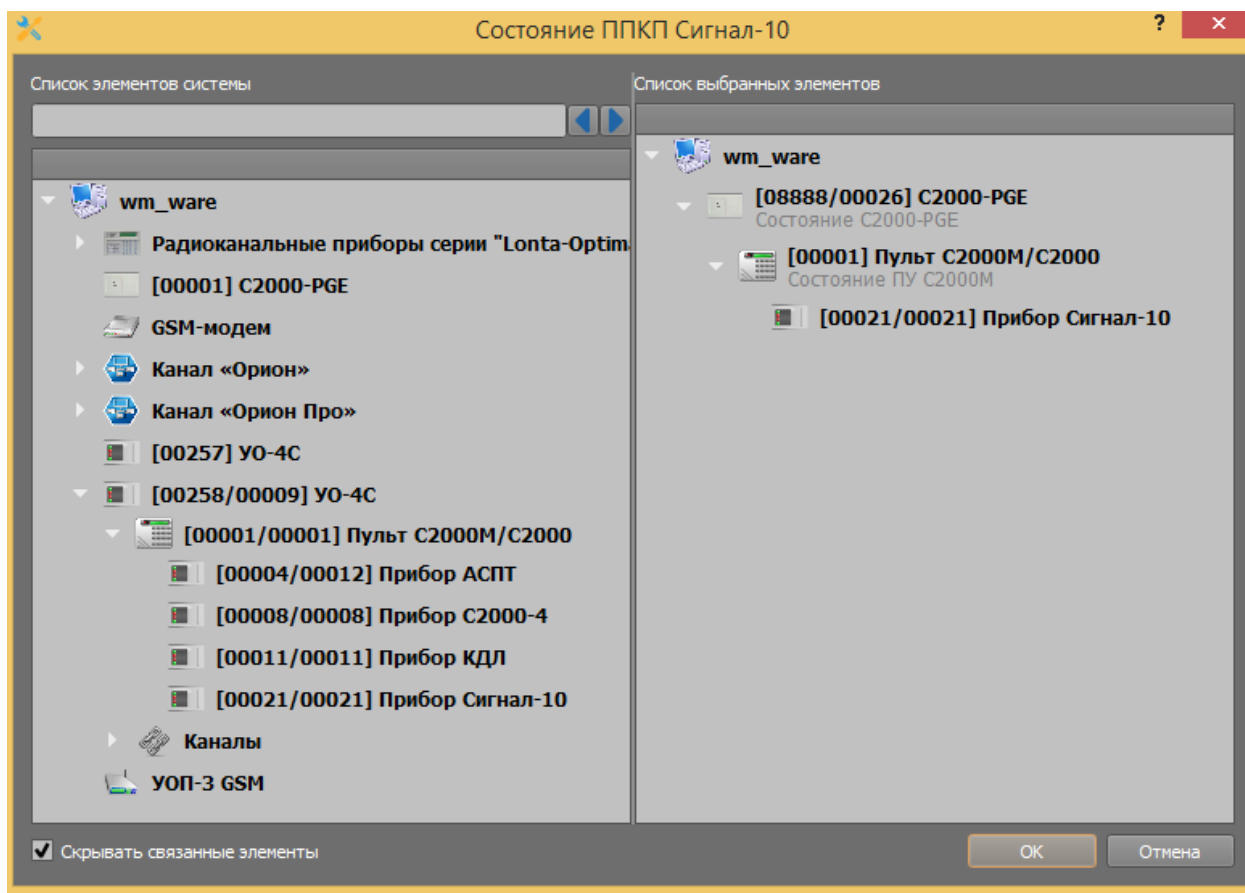 Состояние ППКП Сигнал-10
?
Список элементов системы
wm_ware
Радиоканальные приборы серии "Lonta-Optima
[00001] C2000-PGE
GSM-модем
Канал «Орион»
Канал «Орион Про»
[00257] УО-4С
[00258/00009] УО-4С
[00001/00001] Пульт С2000М/С2000
[00004/00012] Прибор АСПТ
[00008/00008] Прибор С2000-4
[00011/00011] Прибор КДЛ
[00021/00021] Прибор Сигнал-10
Каналы
УОП-3 GSM
Скрывать связанные элементы
Список выбранных элементов
wm_ware
[08888/00026] C2000-PGE
Состояние C2000-PGE
[00001] Пульт С2000М/С2000
Состояние ПУ С2000М
[00021/00021] Прибор Сигнал-10
OK
Отмена